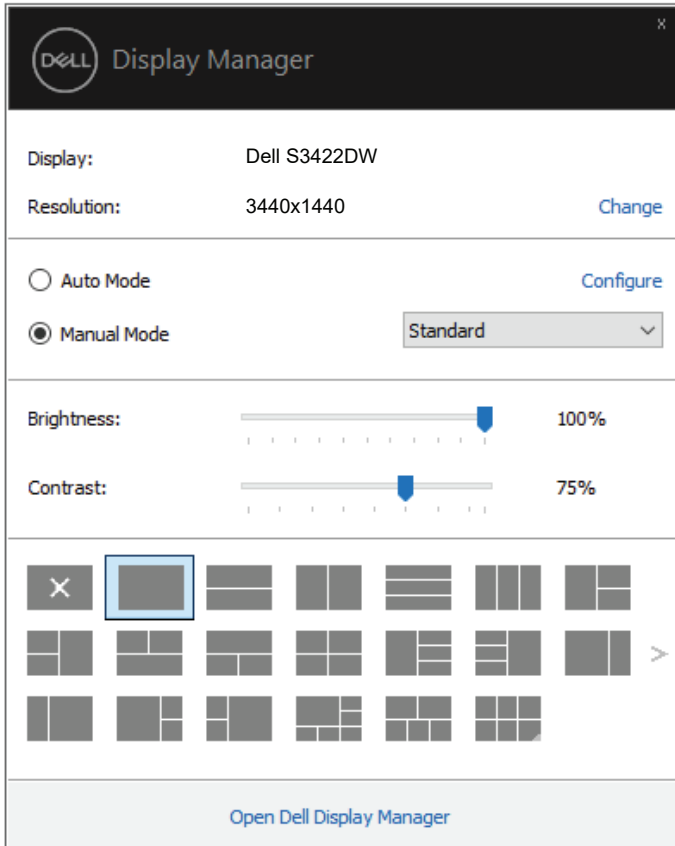 x
DELL Display Manager
Display: Dell S3422DW
Resolution: 3440x1440 Change
Auto Mode Configure
Manual Mode Standard
Brightness: 100%
Contrast: 75%
Open Dell Display Manager